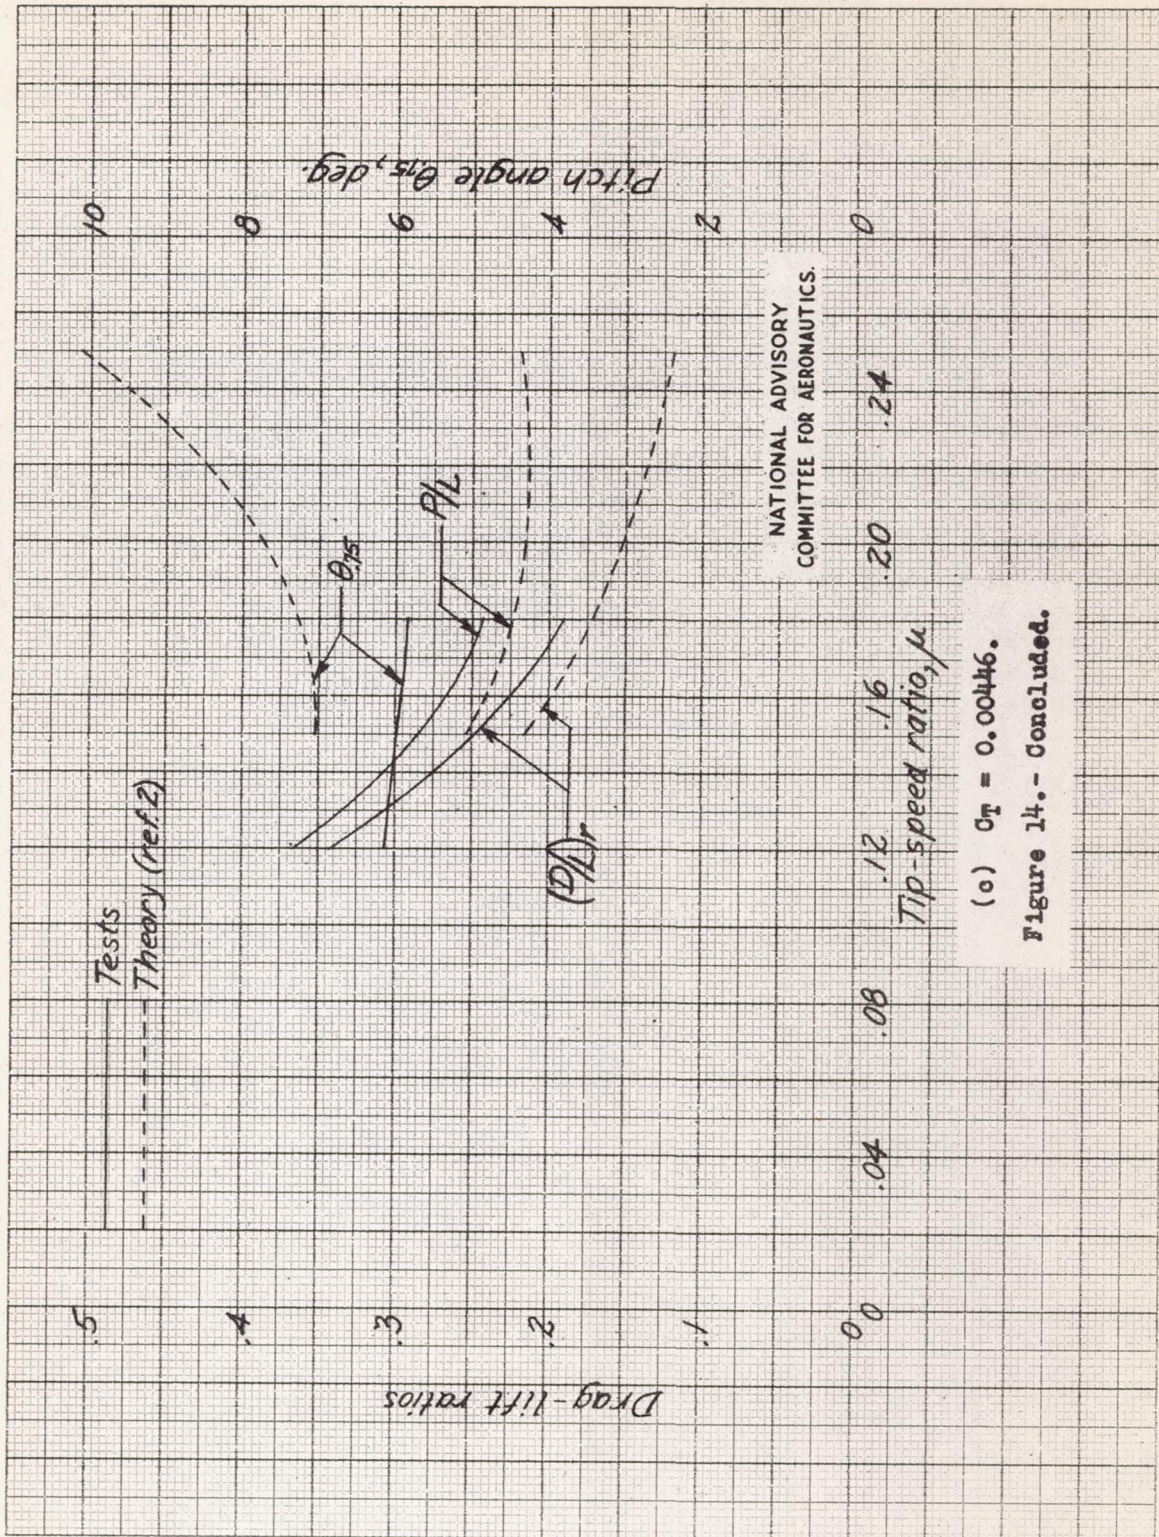 Tests
Theory (ref. 2)
Drag-lift ratios
.5
.4
.3
.2
.1
0
Pitch angle θ.75, deg.
10
8
6
4
2
0
θ.75
P/L
(D/L)r
0
.04
.08
.12
.16
.20
.24
Tip-speed ratio, μ
NATIONAL ADVISORY
COMMITTEE FOR AERONAUTICS.
(c) CT = 0.00446.
Figure 14.- Concluded.